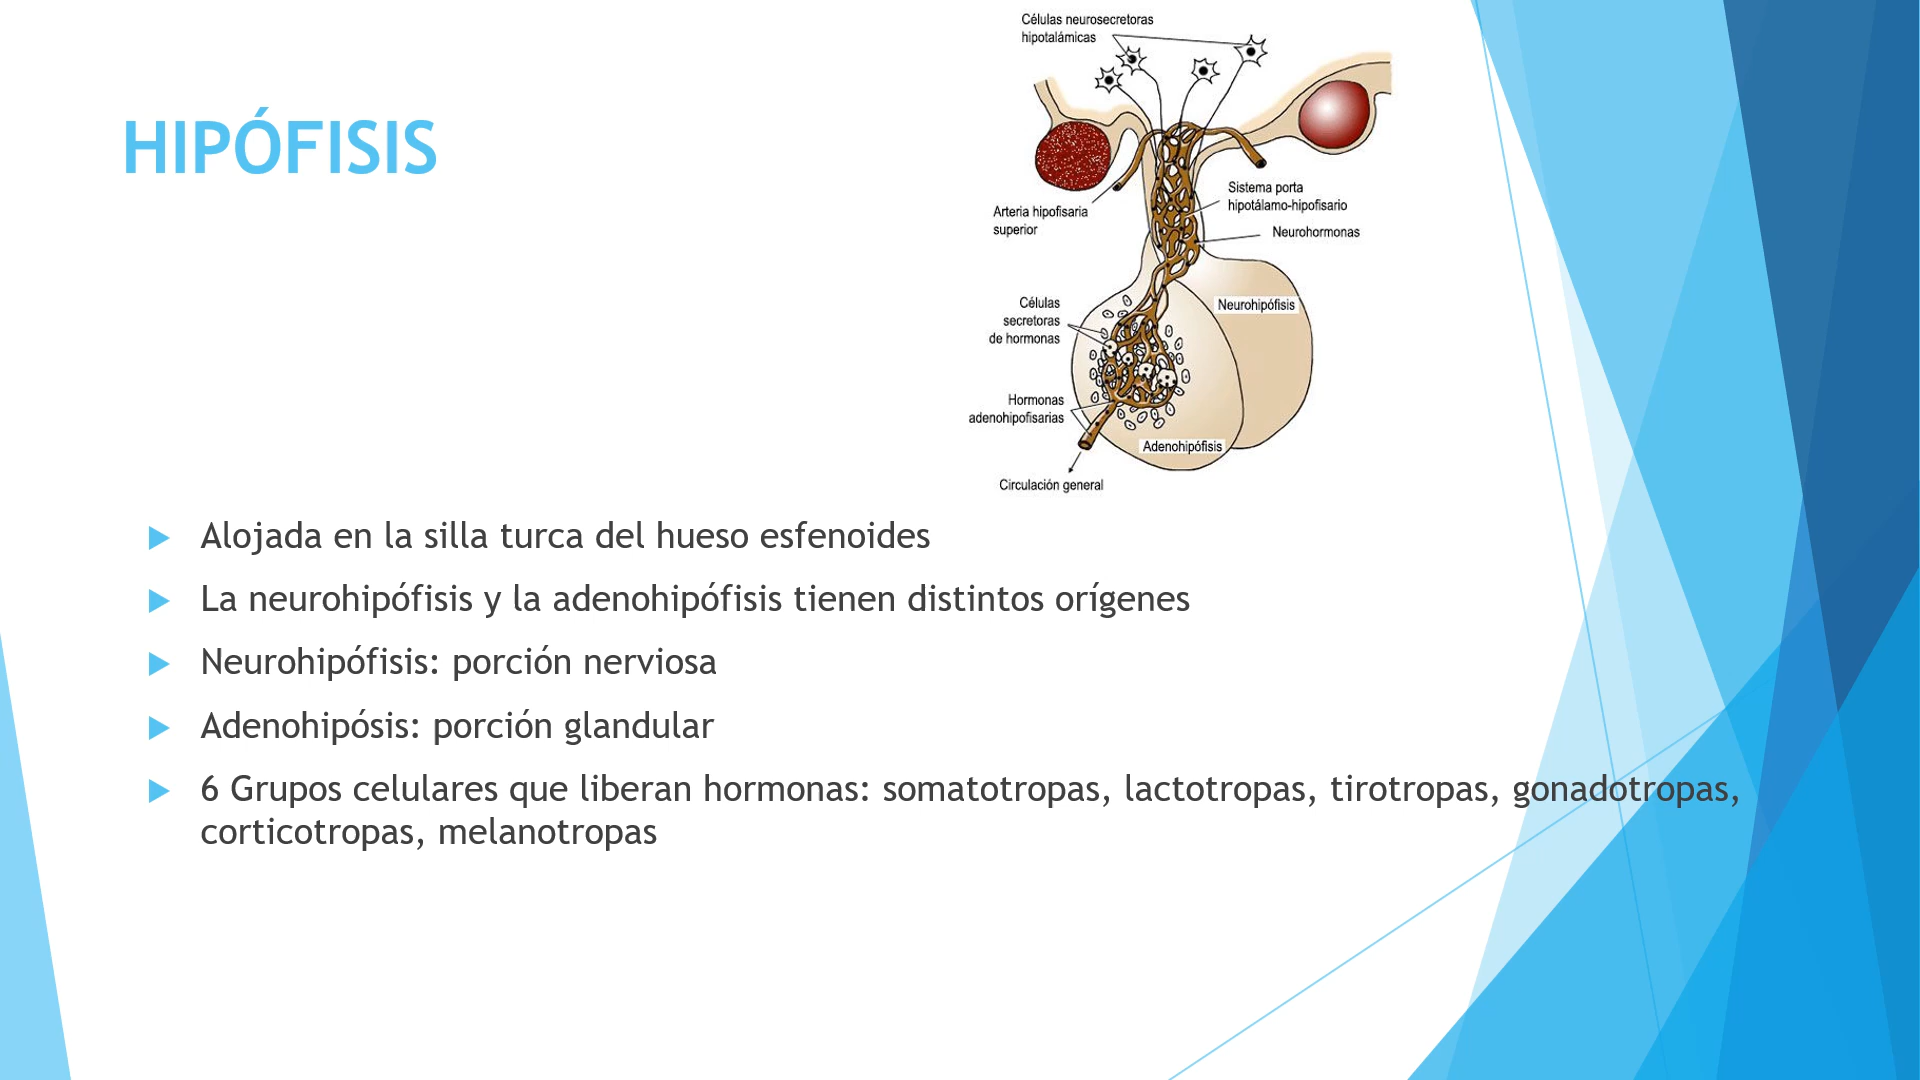 HIPÓFISIS
Células neurosecretoras
hipotalámicas
Arteria hipofisaria
superior
Sistema porta
hipotálamo-hipofisario
Neurohormonas
Células
secretoras
de hormonas
Neurohipófisis
Hormonas
adenohipofisarias
Adenohipófisis
Circulación general
Alojada en la silla turca del hueso esfenoides
La neurohipófisis y la adenohipófisis tienen distintos orígenes
Neurohipófisis: porción nerviosa
Adenohipósis: porción glandular
6 Grupos celulares que liberan hormonas: somatotropas, lactotropas, tirotropas, gonadotropas,
corticotropas, melanotropas